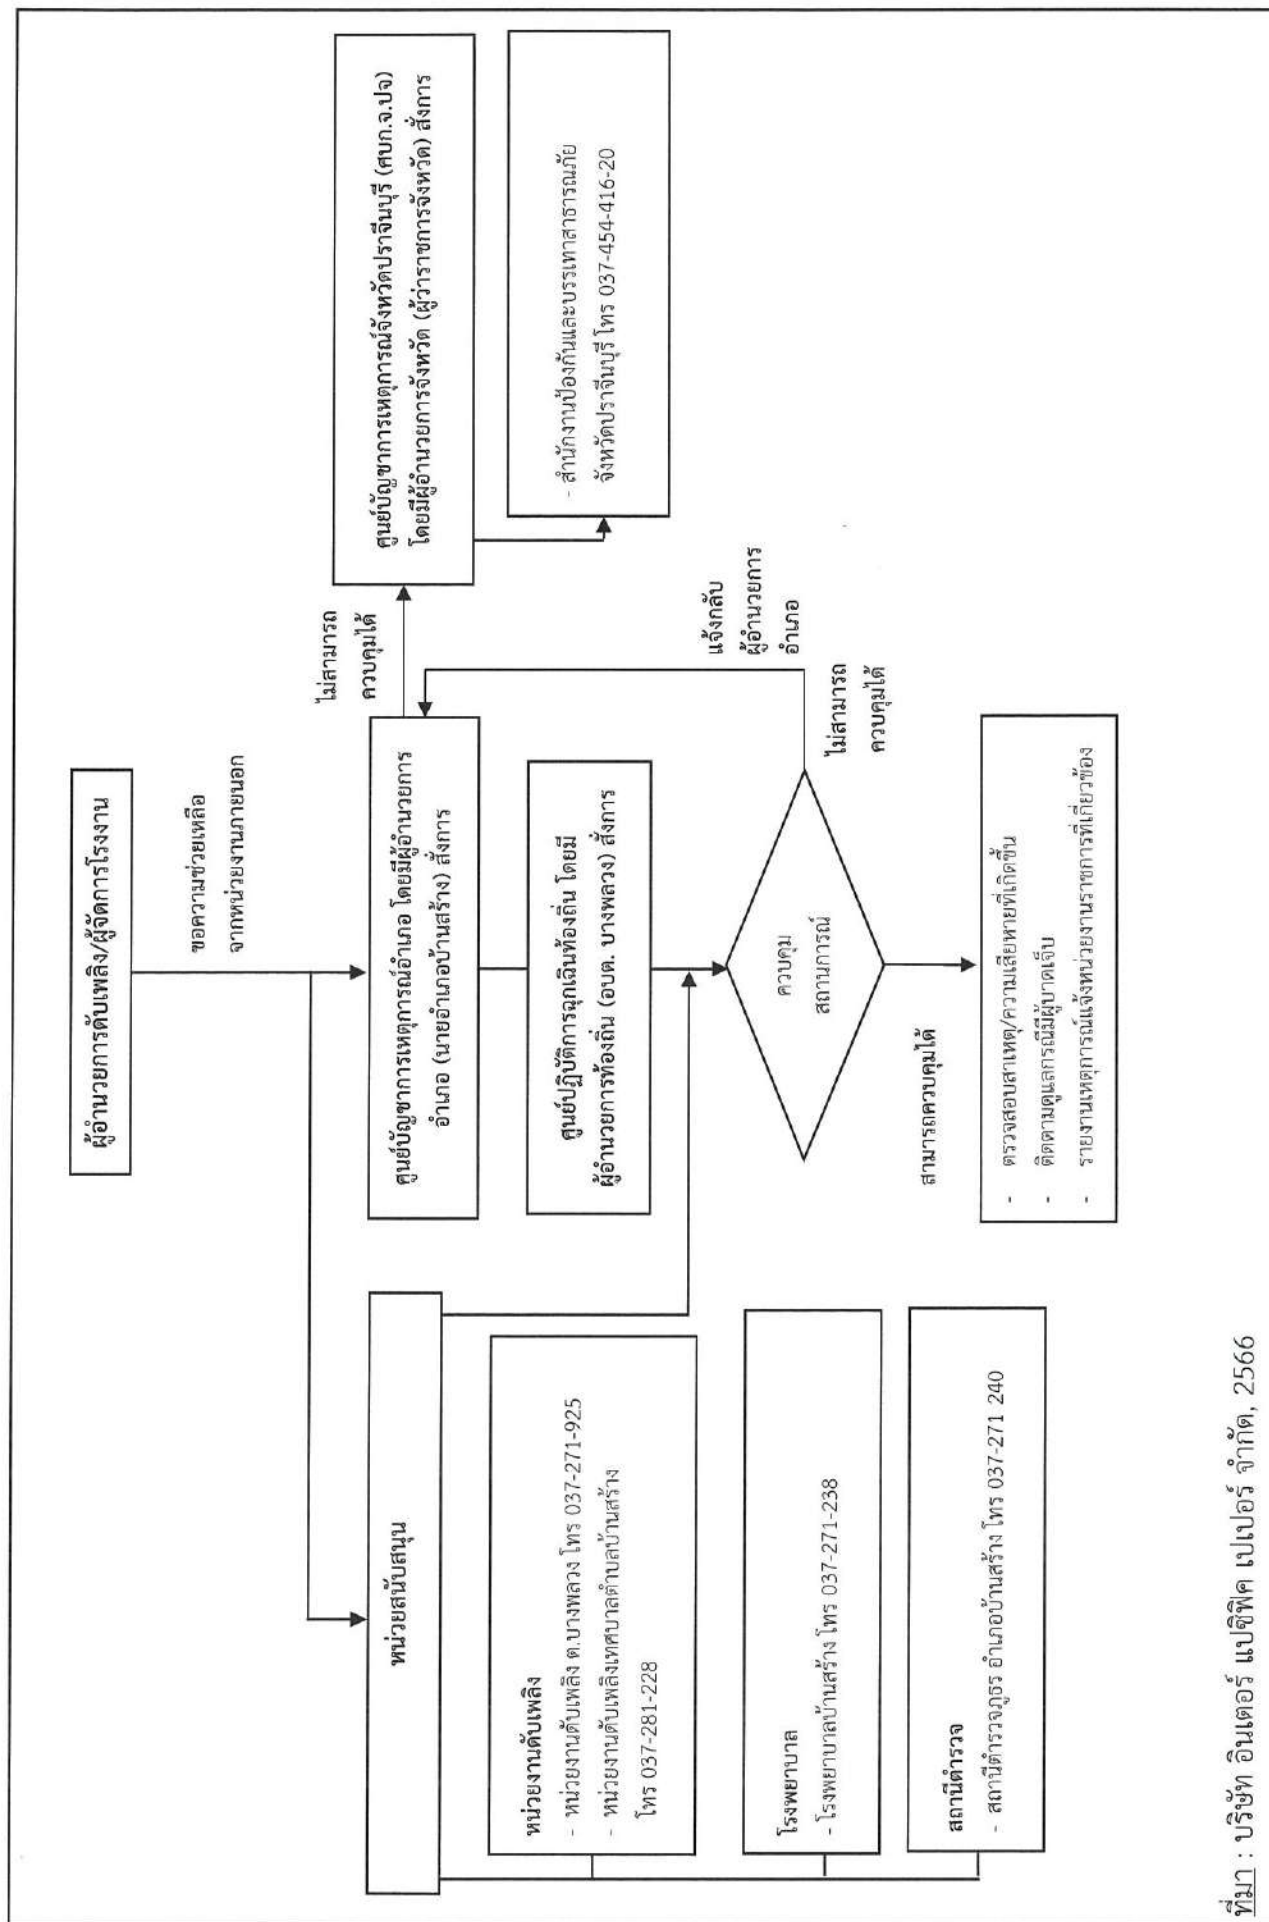 ผู้อำนวยการดับเพลิง/ผู้จัดการโรงงาน
ขอความช่วยเหลือ
จากหน่วยงานภายนอก
หน่วยสนับสนุน
ศูนย์บัญชาการเหตุการณ์อำเภอ โดยมีผู้อำนวยการ
อำเภอ (นายอำเภอบ้านสร้าง) สั่งการ
ไม่สามารถ
ควบคุมได้
ศูนย์บัญชาการเหตุการณ์จังหวัดปราจีนบุรี (ศบก.จ.ปจ)
โดยมีผู้อำนวยการจังหวัด (ผู้ว่าราชการจังหวัด) สั่งการ
- สำนักงานป้องกันและบรรเทาสาธารณภัย
จังหวัดปราจีนบุรี โทร 037-454-416-20
หน่วยงานดับเพลิง
- หน่วยงานดับเพลิง ต.บางพลวง โทร 037-271-925
- หน่วยงานดับเพลิงเทศบาลตำบลบ้านสร้าง
โทร 037-281-228
ศูนย์ปฏิบัติการฉุกเฉินท้องถิ่น โดยมี
ผู้อำนวยการท้องถิ่น (อบต. บางพลวง) สั่งการ
แจ้งกลับ
ผู้อำนวยการ
อำเภอ
ควบคุม
สถานการณ์
ไม่สามารถ
ควบคุมได้
โรงพยาบาล
- โรงพยาบาลบ้านสร้าง โทร 037-271-238
สามารถควบคุมได้
สถานีตำรวจ
- สถานีตำรวจภูธร อำเภอบ้านสร้าง โทร 037-271 240
- ตรวจสอบสาเหตุ/ความเสียหายที่เกิดขึ้น
- ติดตามดูแลกรณีมีผู้บาดเจ็บ
- รายงานเหตุการณ์แจ้งหน่วยงานราชการที่เกี่ยวข้อง
ที่มา : บริษัท อินเตอร์ แปซิฟิค เปเปอร์ จำกัด, 2566